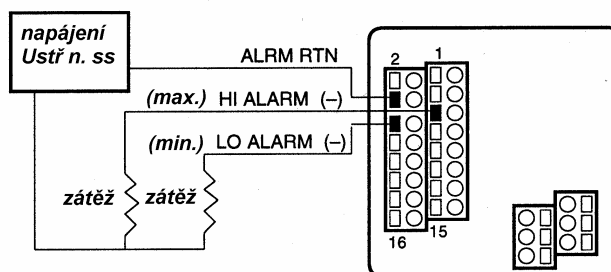 napájení
Ustř n. ss
ALRM RTN
(max.) HI ALARM (–)
(min.) LO ALARM (–)
zátěž zátěž
2 1
16 15